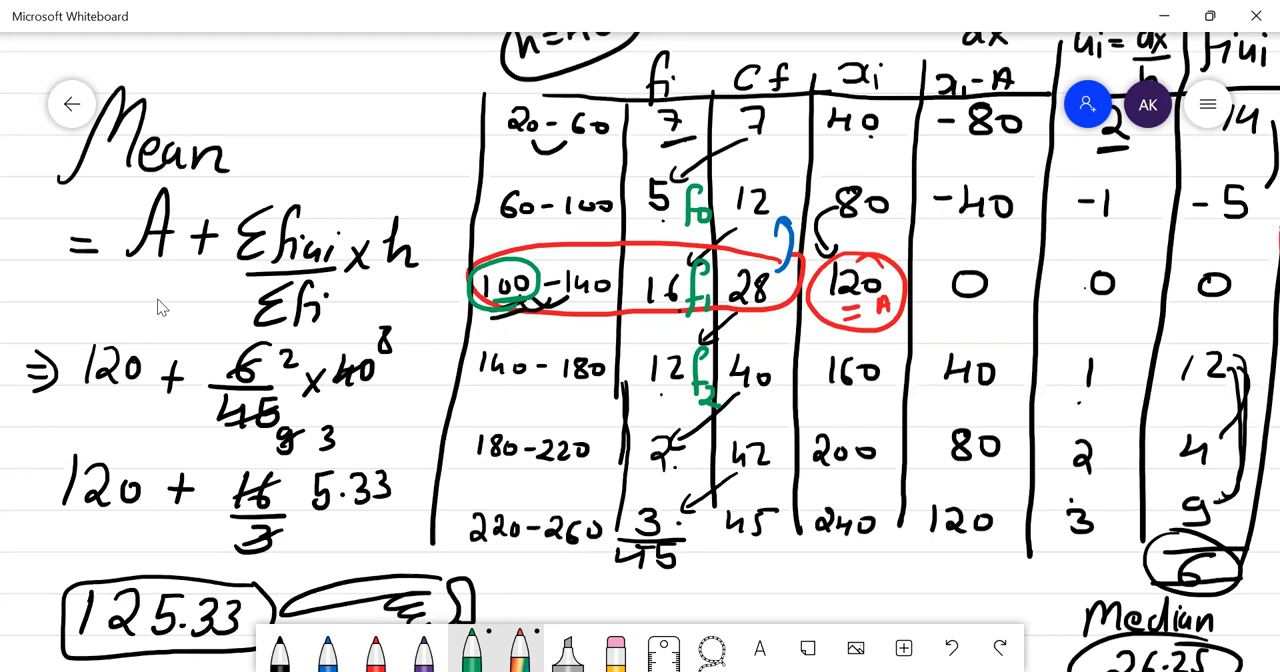 Microsoft Whiteboard
h=
dx
ui = dx/h
fiui
fi Cf xi xi-A
AK
20-60 7 7 40 -80 2 14
60-100 5 f0 12 80 -40 -1 -5
100-140 16 f1 28 120 = A 0 0 0
140-180 12 f2 40 160 40 1 12
180-220 2 42 200 80 2 4
220-260 3 45 240 120 3 9
45
6
Mean
= A + Σfiui/Σfi × h
⇒ 120 + 6/45 × 40
2 8
9 3
120 + 16/3 5.33
125.33
Median
26.25
A